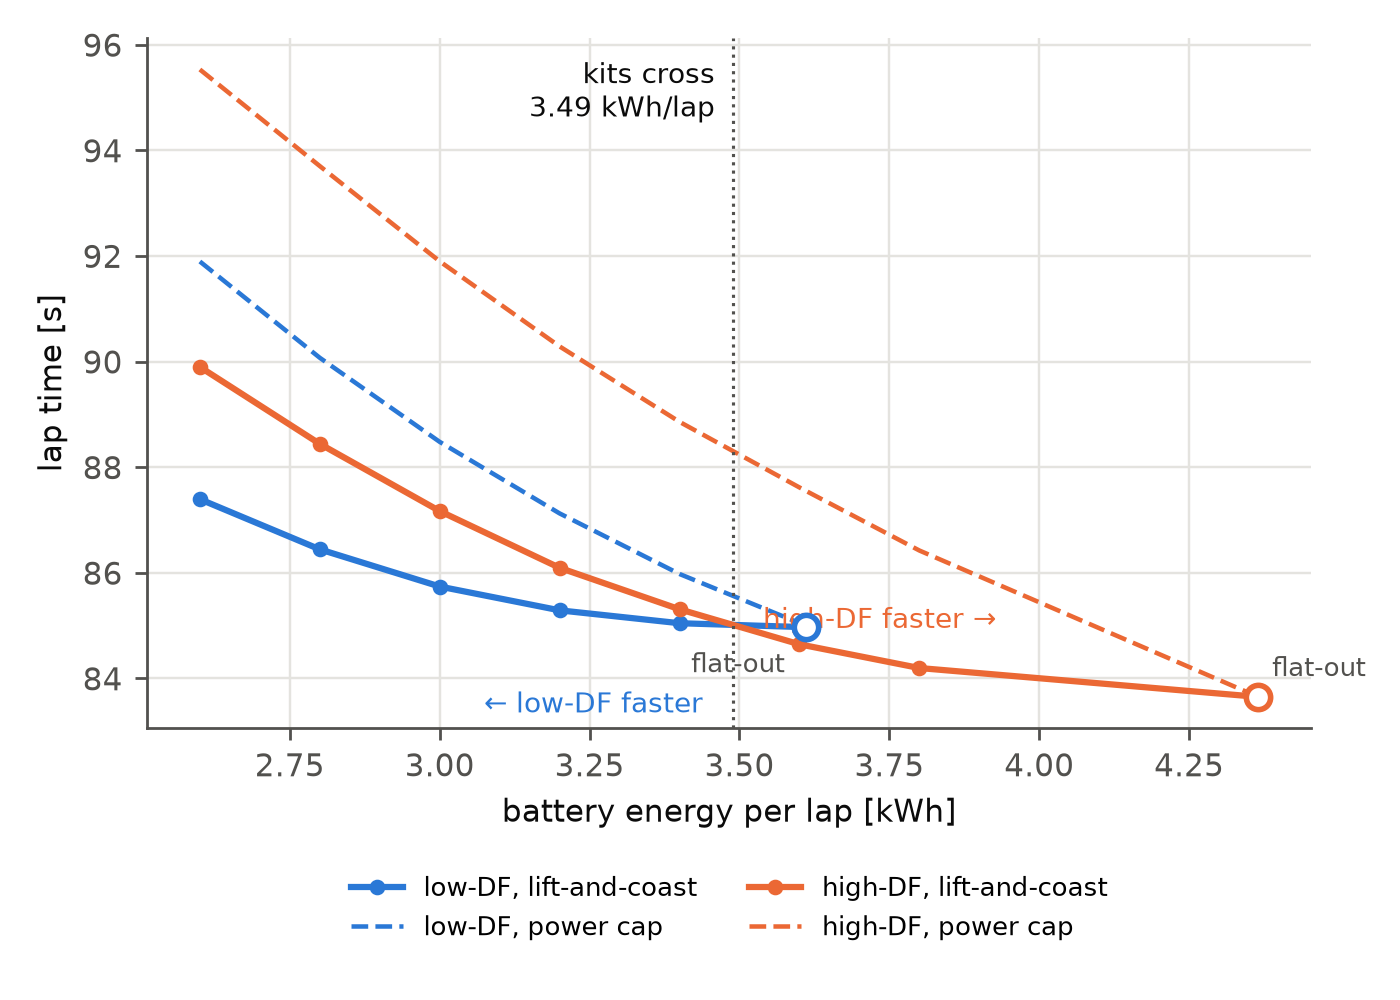 96
94
92
90
88
86
84
lap time [s]
kits cross
3.49 kWh/lap
high-DF faster →
flat-out
flat-out
← low-DF faster
2.75
3.00
3.25
3.50
3.75
4.00
4.25
battery energy per lap [kWh]
low-DF, lift-and-coast
high-DF, lift-and-coast
low-DF, power cap
high-DF, power cap